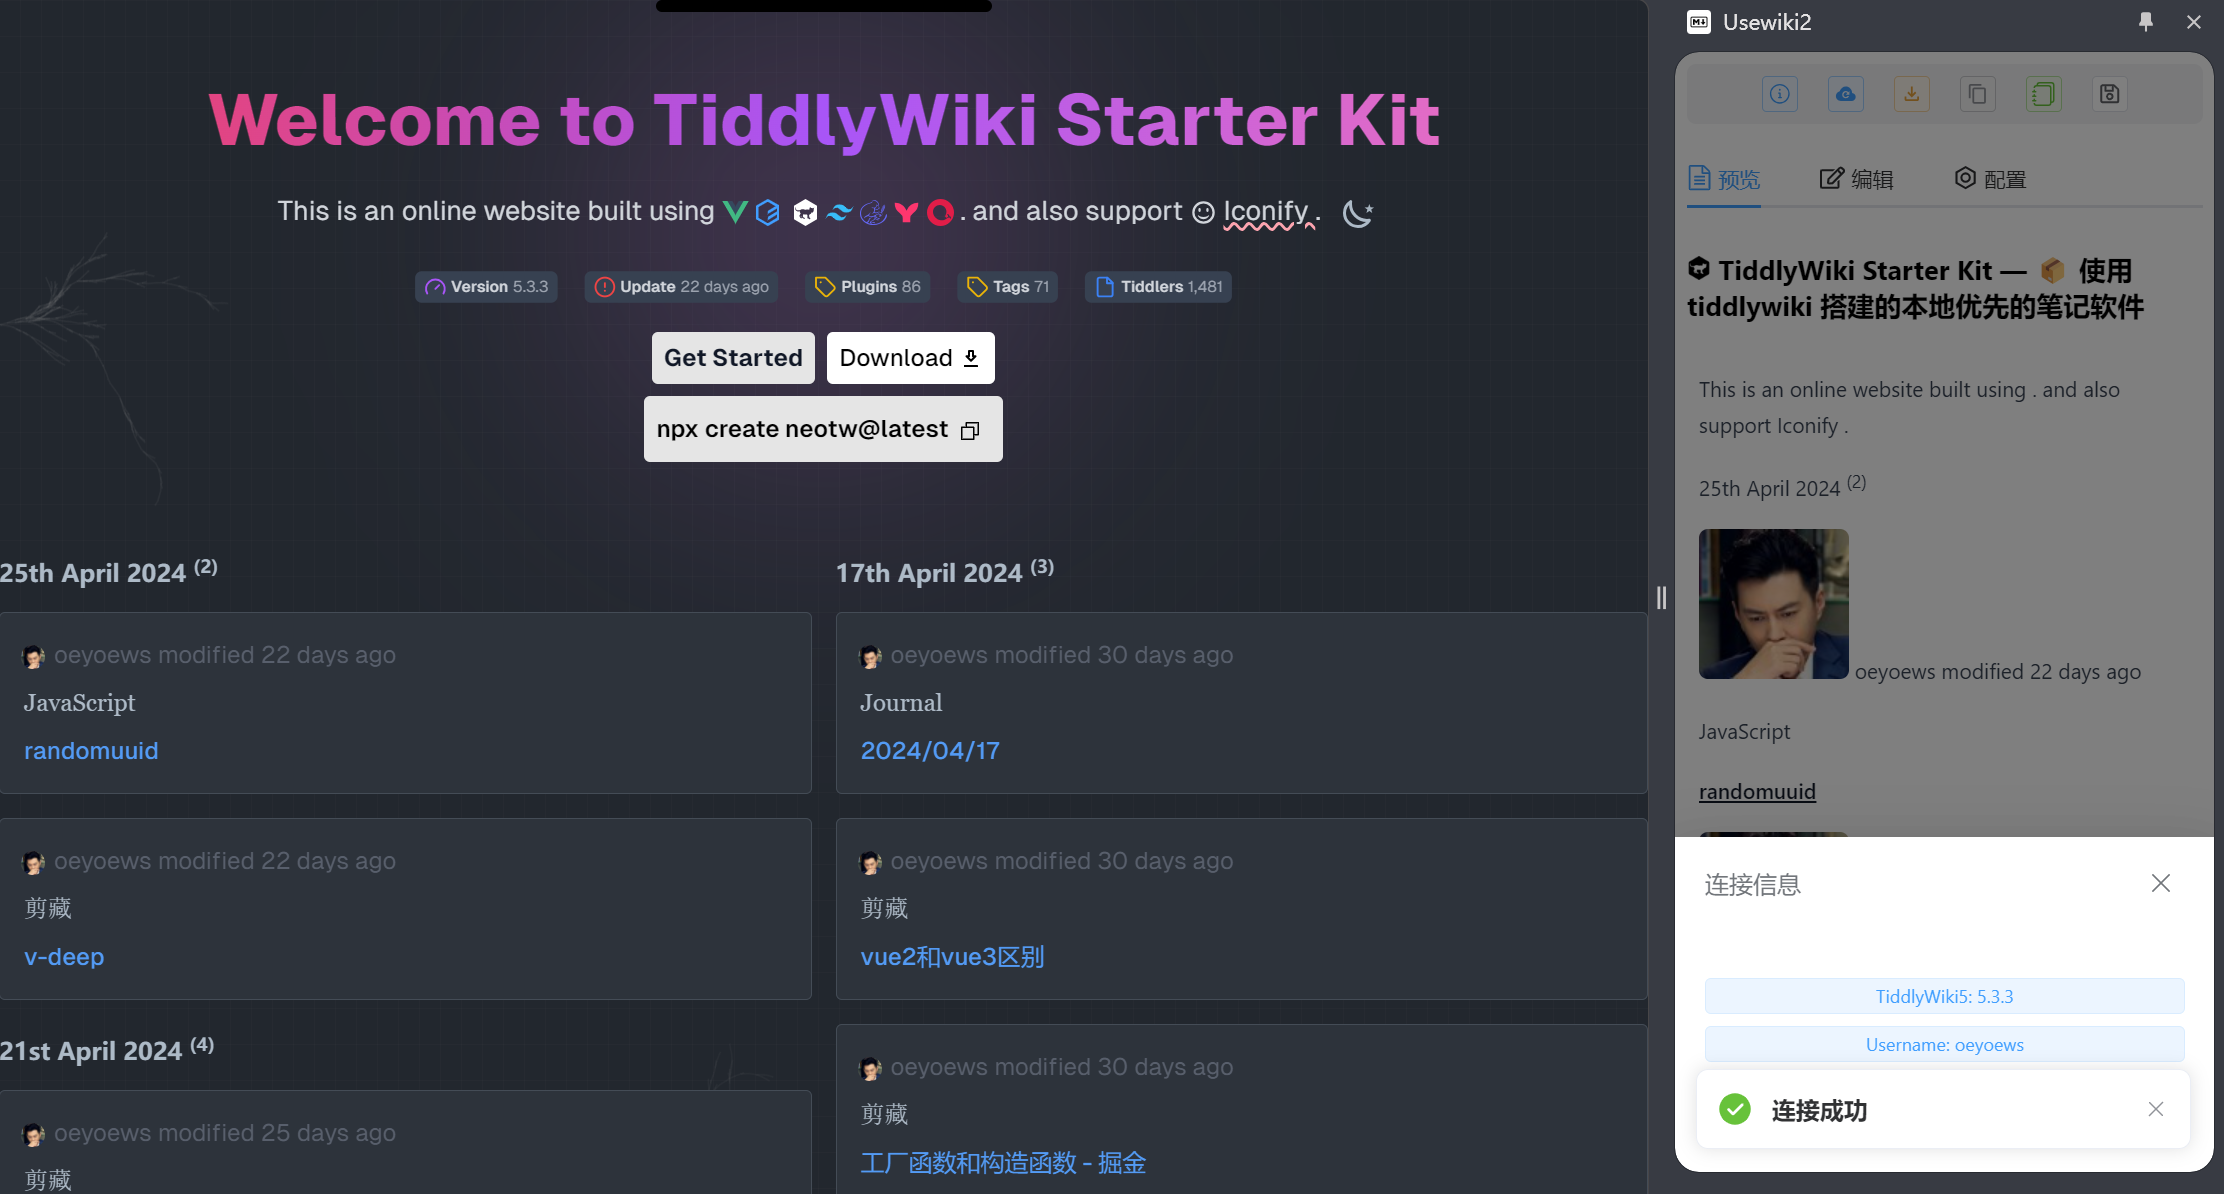 Welcome to TiddlyWiki Starter Kit
This is an online website built using . and also support Iconify .
Version 5.3.3
Update 22 days ago
Plugins 86
Tags 71
Tiddlers 1,481
Get Started
Download
npx create neotw@latest
25th April 2024 (2)
oeyoews modified 22 days ago
JavaScript
randomuuid
oeyoews modified 22 days ago
剪藏
v-deep
21st April 2024 (4)
oeyoews modified 25 days ago
剪藏
17th April 2024 (3)
oeyoews modified 30 days ago
Journal
2024/04/17
oeyoews modified 30 days ago
剪藏
vue2和vue3区别
oeyoews modified 30 days ago
剪藏
工厂函数和构造函数 - 掘金
Usewiki2
预览
编辑
配置
TiddlyWiki Starter Kit — 📦 使用
tiddlywiki 搭建的本地优先的笔记软件
This is an online website built using . and also
support Iconify .
25th April 2024 (2)
oeyoews modified 22 days ago
JavaScript
randomuuid
连接信息
TiddlyWiki5: 5.3.3
Username: oeyoews
连接成功